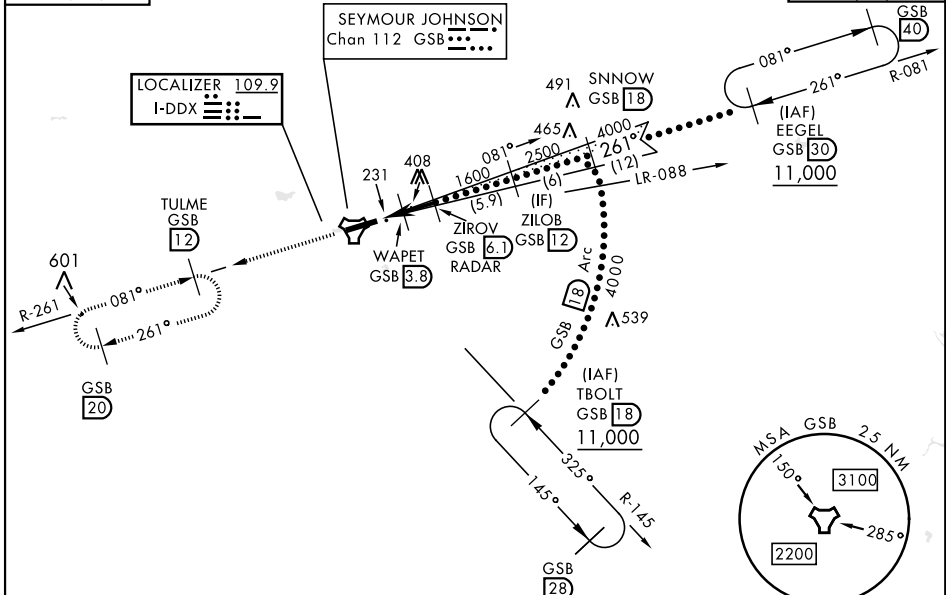 SEYMOUR JOHNSON
Chan 112 GSB
LOCALIZER 109.9
I-DDX
GSB
40
081°
261°
R-081
(IAF)
EEGEL
GSB 30
11,000
491
SNNOW
GSB 18
465
4000
261°
081°
2500
(12)
408
1600
(6)
LR-088
231
(5.9)
(IF)
ZILOB
GSB 12
ZIROV
GSB 6.1
RADAR
WAPET
GSB 3.8
TULME
GSB
12
601
R-261
081°
261°
GSB
20
GSB 18 Arc
4000
539
(IAF)
TBOLT
GSB 18
11,000
325°
145°
R-145
GSB
28
MSA GSB 25 NM
150°
3100
285°
2200